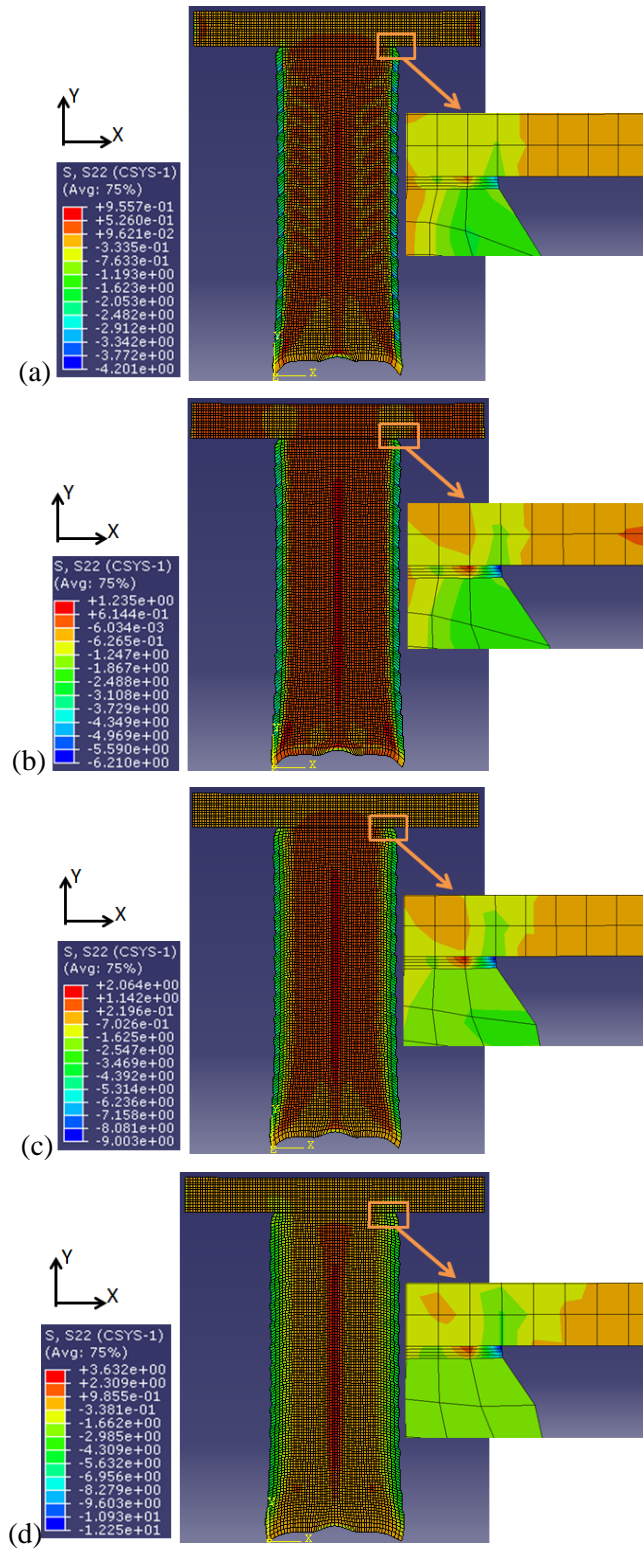 Y
X
S, S22 (CSYS-1)
(Avg: 75%)
+9.557e-01
+5.260e-01
+9.621e-02
-3.335e-01
-7.633e-01
-1.193e+00
-1.623e+00
-2.053e+00
-2.482e+00
-2.912e+00
-3.342e+00
-3.772e+00
-4.201e+00
Y
Z X
(a)
Y
X
S, S22 (CSYS-1)
(Avg: 75%)
+1.235e+00
+6.144e-01
-6.034e-03
-6.265e-01
-1.247e+00
-1.867e+00
-2.488e+00
-3.108e+00
-3.729e+00
-4.349e+00
-4.969e+00
-5.590e+00
-6.210e+00
Y
Z X
(b)
Y
X
S, S22 (CSYS-1)
(Avg: 75%)
+2.064e+00
+1.142e+00
+2.196e-01
-7.026e-01
-1.625e+00
-2.547e+00
-3.469e+00
-4.392e+00
-5.314e+00
-6.236e+00
-7.158e+00
-8.081e+00
-9.003e+00
Y
Z X
(c)
Y
X
S, S22 (CSYS-1)
(Avg: 75%)
+3.632e+00
+2.309e+00
+9.855e-01
-3.381e-01
-1.662e+00
-2.985e+00
-4.309e+00
-5.632e+00
-6.956e+00
-8.279e+00
-9.603e+00
-1.093e+01
-1.225e+01
Y
Z X
(d)